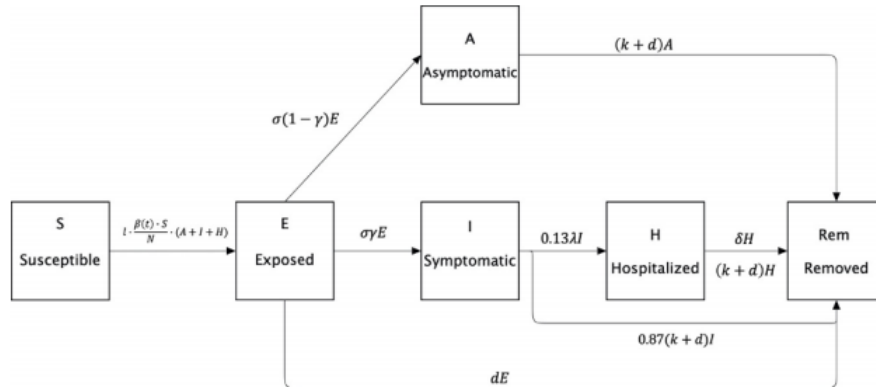 A
Asymptomatic
(k + d)A
σ(1 − γ)E
S
Susceptible
l · β(t) · S / N · (A + I + H)
E
Exposed
σγE
I
Symptomatic
0.13λI
H
Hospitalized
δH
(k + d)H
Rem
Removed
0.87(k + d)I
dE